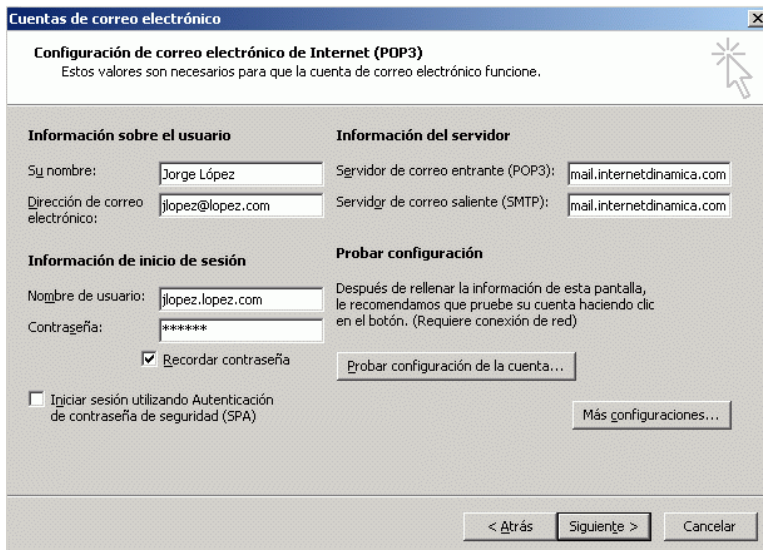 Cuentas de correo electrónico
Configuración de correo electrónico de Internet (POP3)
Estos valores son necesarios para que la cuenta de correo electrónico funcione.
Información sobre el usuario
Su nombre:
Jorge López
Dirección de correo
electrónico:
jlopez@lopez.com
Información de inicio de sesión
Nombre de usuario:
jlopez.lopez.com
Contraseña:
******
Recordar contraseña
Iniciar sesión utilizando Autenticación
de contraseña de seguridad (SPA)
Información del servidor
Servidor de correo entrante (POP3):
mail.internetdinamica.com
Servidor de correo saliente (SMTP):
mail.internetdinamica.com
Probar configuración
Después de rellenar la información de esta pantalla,
le recomendamos que pruebe su cuenta haciendo clic
en el botón. (Requiere conexión de red)
Probar configuración de la cuenta...
Más configuraciones...
< Atrás
Siguiente >
Cancelar